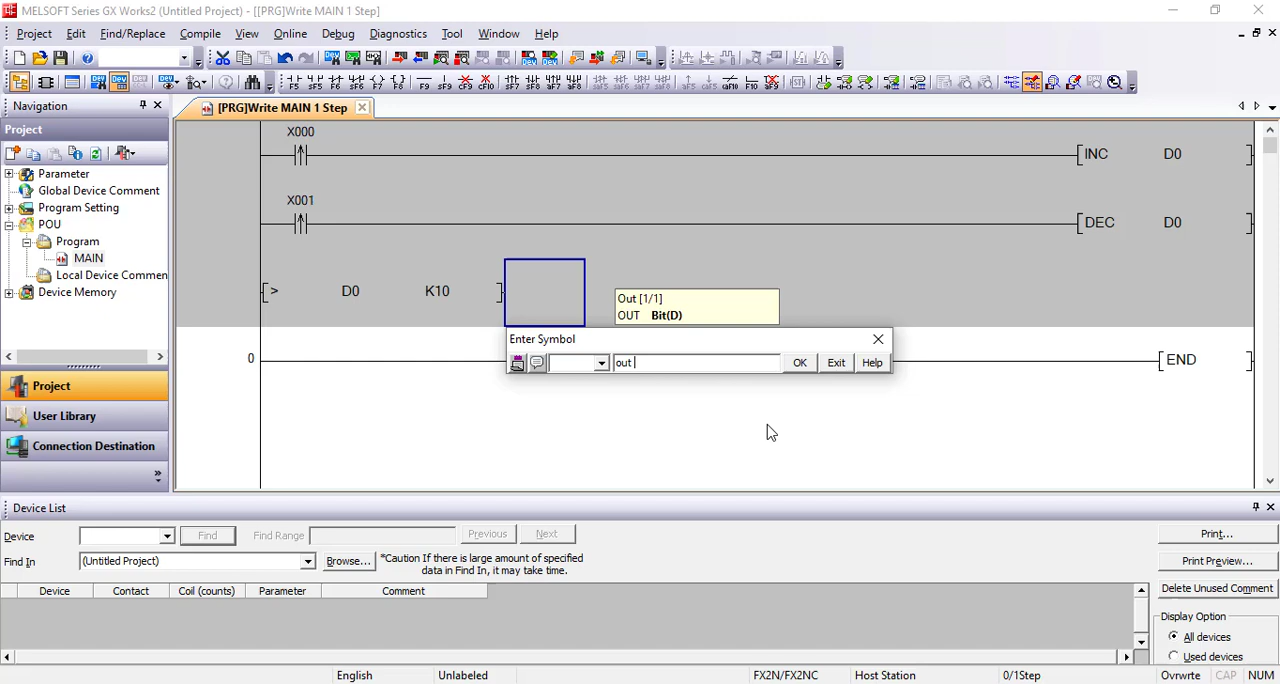 MELSOFT Series GX Works2 (Untitled Project) - [[PRG]Write MAIN 1 Step]
Project Edit Find/Replace Compile View Online Debug Diagnostics Tool Window Help
Navigation
[PRG]Write MAIN 1 Step
Project
Parameter
Global Device Comment
Program Setting
POU
Program
MAIN
Local Device Commen
Device Memory
Project
User Library
Connection Destination
X000
INC D0
X001
DEC D0
> D0 K10
Out [1/1]
OUT Bit(D)
Enter Symbol
out
OK Exit Help
0
END
Device List
Device
Find
Find Range
Previous
Next
Print...
Find In
(Untitled Project)
Browse...
*Caution If there is large amount of specified
data in Find In, it may take time.
Print Preview...
Device Contact Coil (counts) Parameter Comment
Delete Unused Comment
Display Option
All devices
Used devices
English Unlabeled FX2N/FX2NC Host Station 0/1Step Ovrwrte CAP NUM